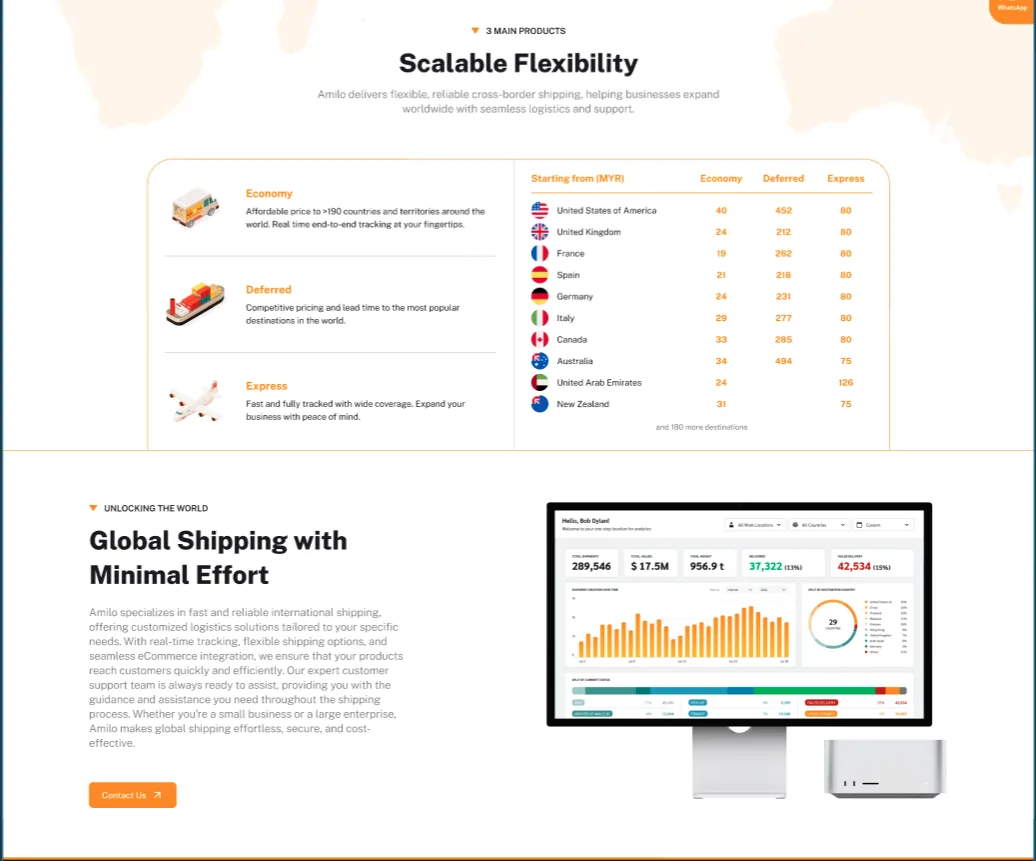 WhatsApp
3 MAIN PRODUCTS
Scalable Flexibility
Amilo delivers flexible, reliable cross-border shipping, helping businesses expand
worldwide with seamless logistics and support.
Economy
Affordable price to >190 countries and territories around the
world. Real time end-to-end tracking at your fingertips.
Deferred
Competitive pricing and lead time to the most popular
destinations in the world.
Express
Fast and fully tracked with wide coverage. Expand your
business with peace of mind.
Starting from (MYR) Economy Deferred Express
United States of America 40 452 80
United Kingdom 24 212 80
France 19 262 80
Spain 21 218 80
Germany 24 231 80
Italy 29 277 80
Canada 33 285 80
Australia 34 494 75
United Arab Emirates 24 126
New Zealand 31 75
and 180 more destinations
UNLOCKING THE WORLD
Global Shipping with
Minimal Effort
Amilo specializes in fast and reliable international shipping,
offering customized logistics solutions tailored to your specific
needs. With real-time tracking, flexible shipping options, and
seamless eCommerce integration, we ensure that your products
reach customers quickly and efficiently. Our expert customer
support team is always ready to assist, providing you with the
guidance and assistance you need throughout the shipping
process. Whether you're a small business or a large enterprise,
Amilo makes global shipping effortless, secure, and cost-
effective.
Contact Us
Hello, Bob Dylan!
Welcome to your one stop location for analytics.
All Work Locations
All Countries
Custom
TOTAL SHIPMENTS
289,546
TOTAL VALUES
$ 17.5M
TOTAL WEIGHT
956.9 t
DELIVERED
37,322 (13%)
FAILED DELIVERY
42,534 (15%)
SPLIT BY DESTINATION COUNTRY
29
COUNTRIES
SPLIT BY CURRENT STATUS